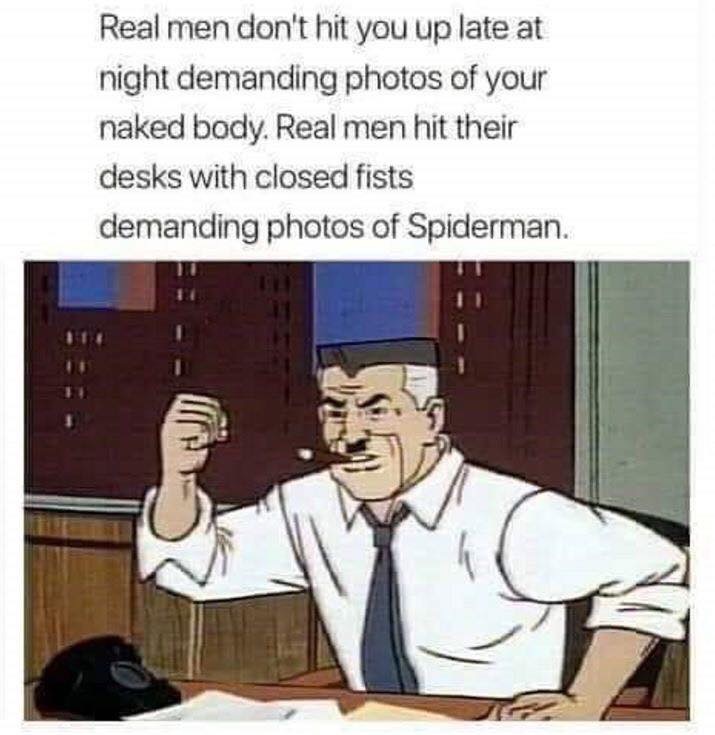 Real men don't hit you up late at
night demanding photos of your
naked body. Real men hit their
desks with closed fists
demanding photos of Spiderman.